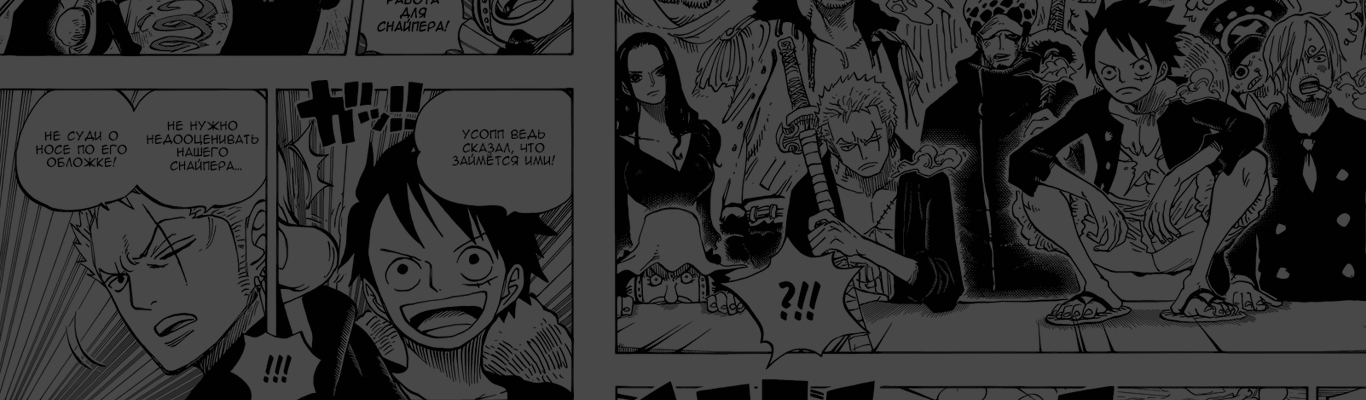 РАБОТА
ДЛЯ
СНАЙПЕРА!
НЕ СУДИ О
НОСЕ ПО ЕГО
ОБЛОЖКЕ!
НЕ НУЖНО
НЕДООЦЕНИВАТЬ
НАШЕГО
СНАЙПЕРА...
УСОПП ВЕДЬ
СКАЗАЛ, ЧТО
ЗАЙМЁТСЯ ИМИ!
!!!
?!!